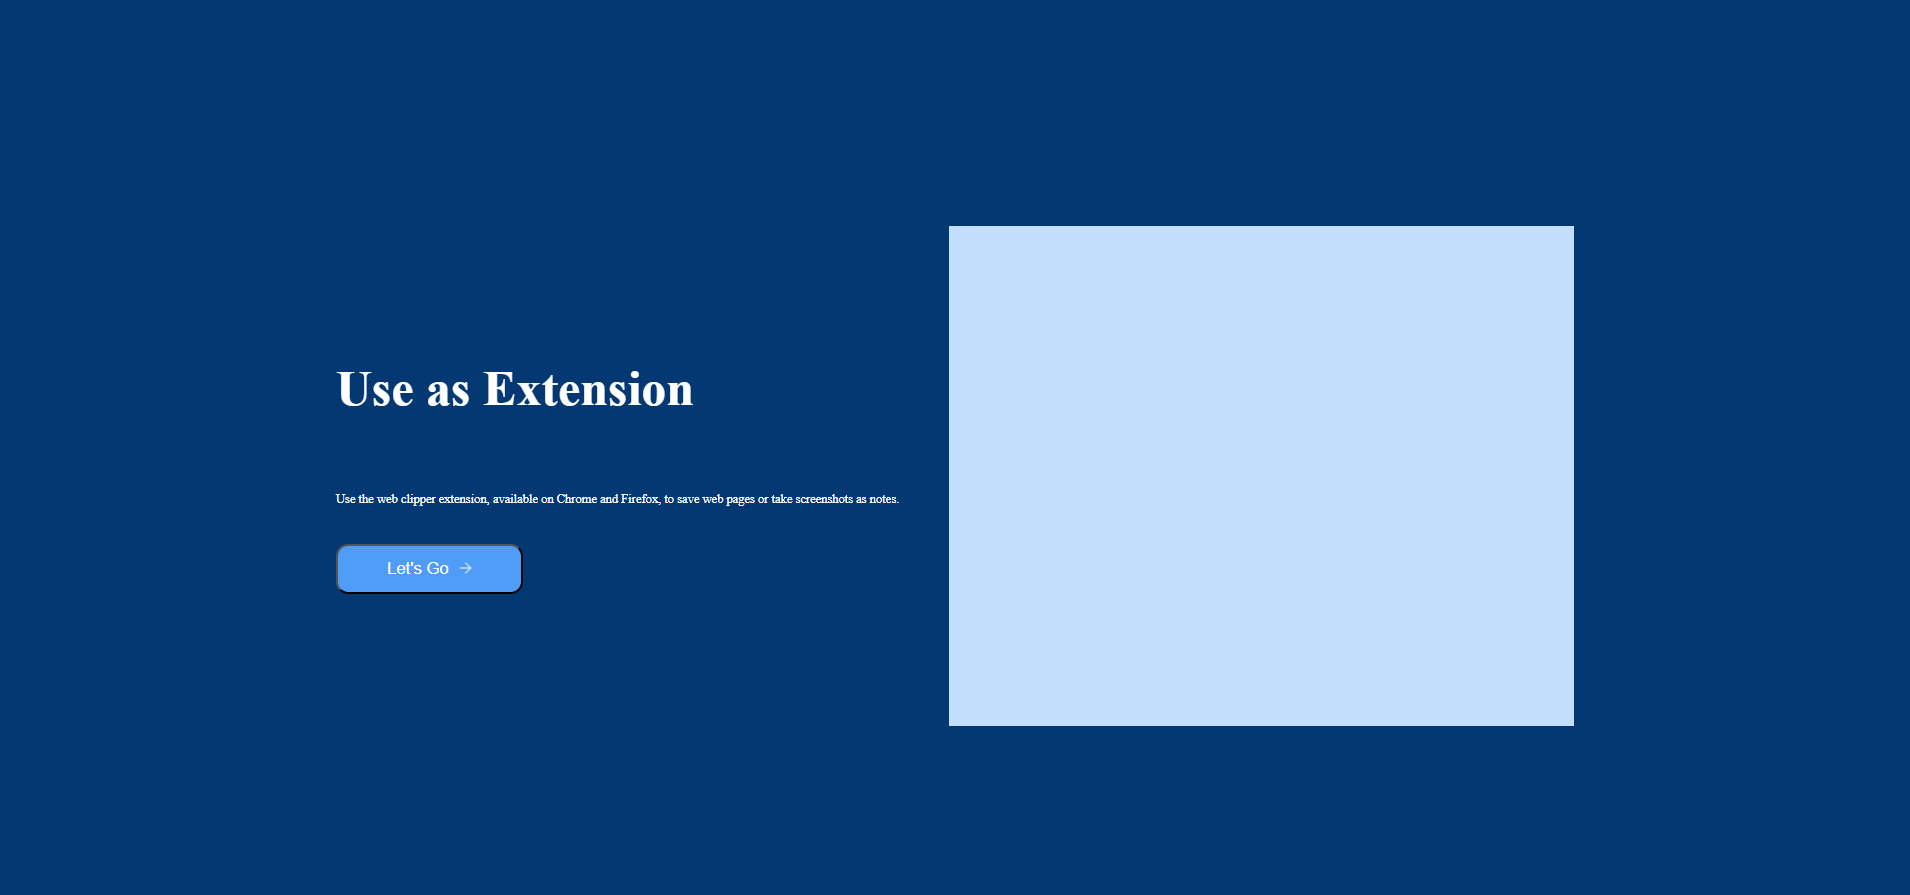 Use as Extension
Use the web clipper extension, available on Chrome and Firefox, to save web pages or take screenshots as notes.
Let's Go →